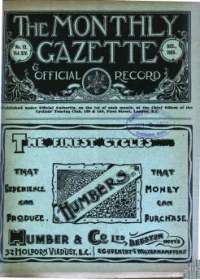 THE MONTHLY
No. 12. GAZETTE DEC.,
Vol. XIV.
& OFFICIAL RECORD
Published under Official Authority, on the 1st of each month, at the Chief Offices of the
Cyclists' Touring Club, 139 & 140, Fleet Street, London, E.C.
THE FINEST CYCLES
THAT THAT
EXPERIENCE HUMBERS MONEY
CAN CAN
PRODUCE. PURCHASE.
HUMBER & CO LTD, BEESTON
32 HOLBORN VIADUCT, E.C. & COVENTRY & WOLVERHAMPTON